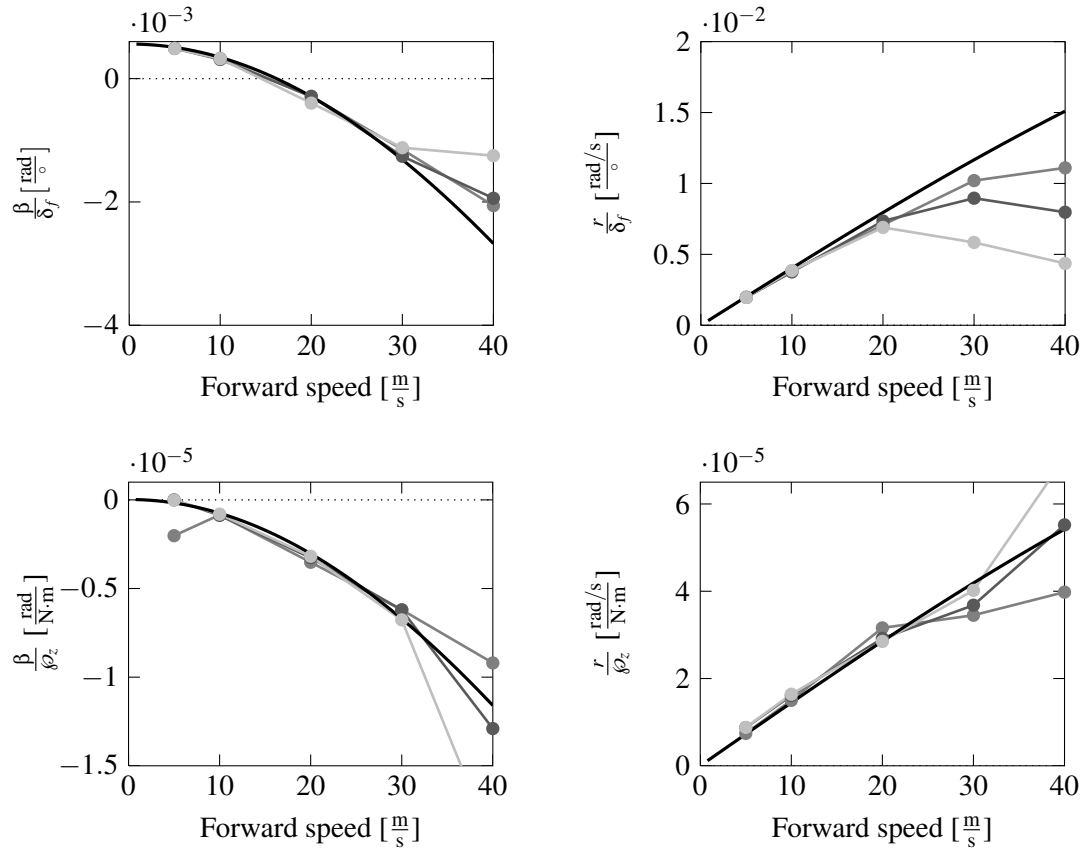 ·10⁻³
0
−2
−4
β/δ_f [rad/°]
0 10 20 30 40
Forward speed [m/s]
·10⁻²
2
1.5
1
0.5
0
r/δ_f [rad/s/°]
0 10 20 30 40
Forward speed [m/s]
·10⁻⁵
0
−0.5
−1
−1.5
β/℘_z [rad/N·m]
0 10 20 30 40
Forward speed [m/s]
·10⁻⁵
6
4
2
0
r/℘_z [rad/s/N·m]
0 10 20 30 40
Forward speed [m/s]